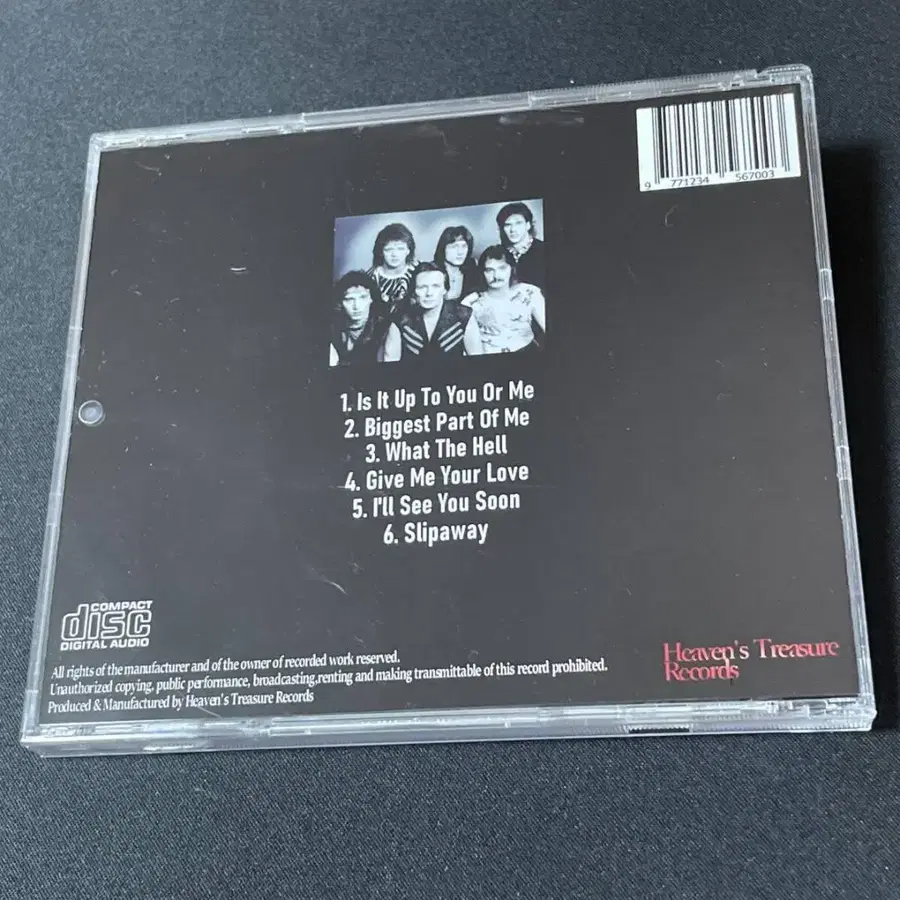 9 771234 567003
1. Is It Up To You Or Me
2. Biggest Part Of Me
3. What The Hell
4. Give Me Your Love
5. I'll See You Soon
6. Slipaway
COMPACT
disc
DIGITAL AUDIO
All rights of the manufacturer and of the owner of recorded work reserved.
Unauthorized copying, public performance, broadcasting,renting and making transmittable of this record prohibited.
Produced & Manufactured by Heaven's Treasure Records
Heaven's Treasure
Records